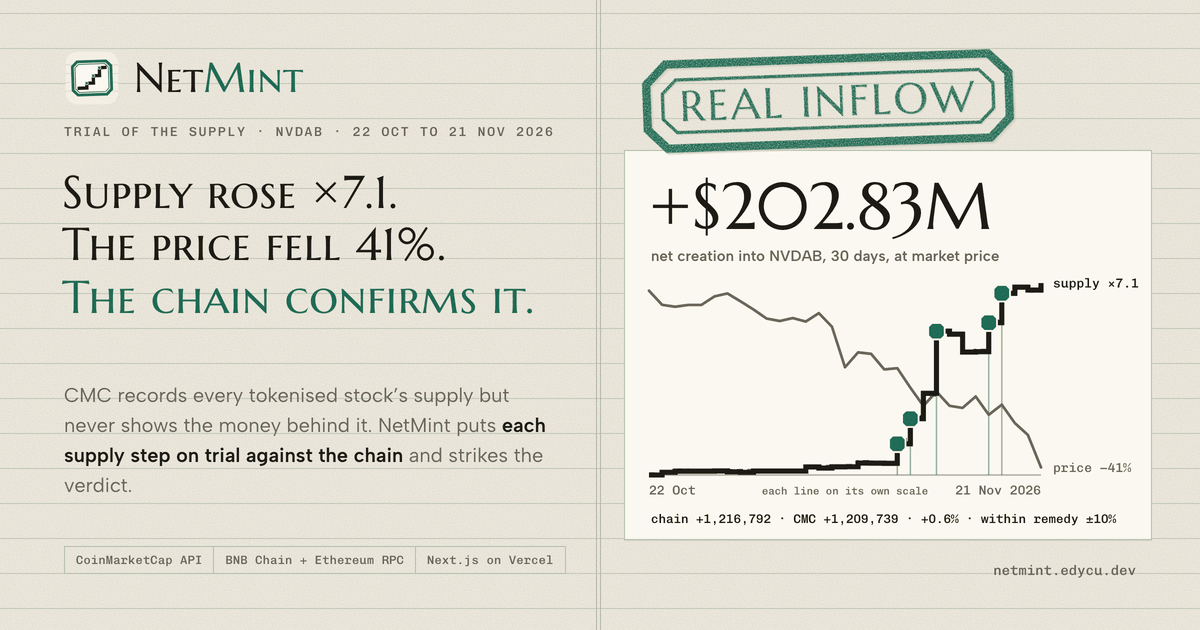 NetMint
TRIAL OF THE SUPPLY · NVDAB · 22 OCT TO 21 NOV 2026
Supply rose ×7.1.
The price fell 41%.
The chain confirms it.
CMC records every tokenised stock’s supply but
never shows the money behind it. NetMint puts each
supply step on trial against the chain and strikes the
verdict.
CoinMarketCap API
BNB Chain + Ethereum RPC
Next.js on Vercel
REAL INFLOW
+$202.83M
net creation into NVDAB, 30 days, at market price
supply ×7.1
price −41%
22 Oct
each line on its own scale
21 Nov 2026
chain +1,216,792 · CMC +1,209,739 · +0.6% · within remedy ±10%
netmint.edycu.dev